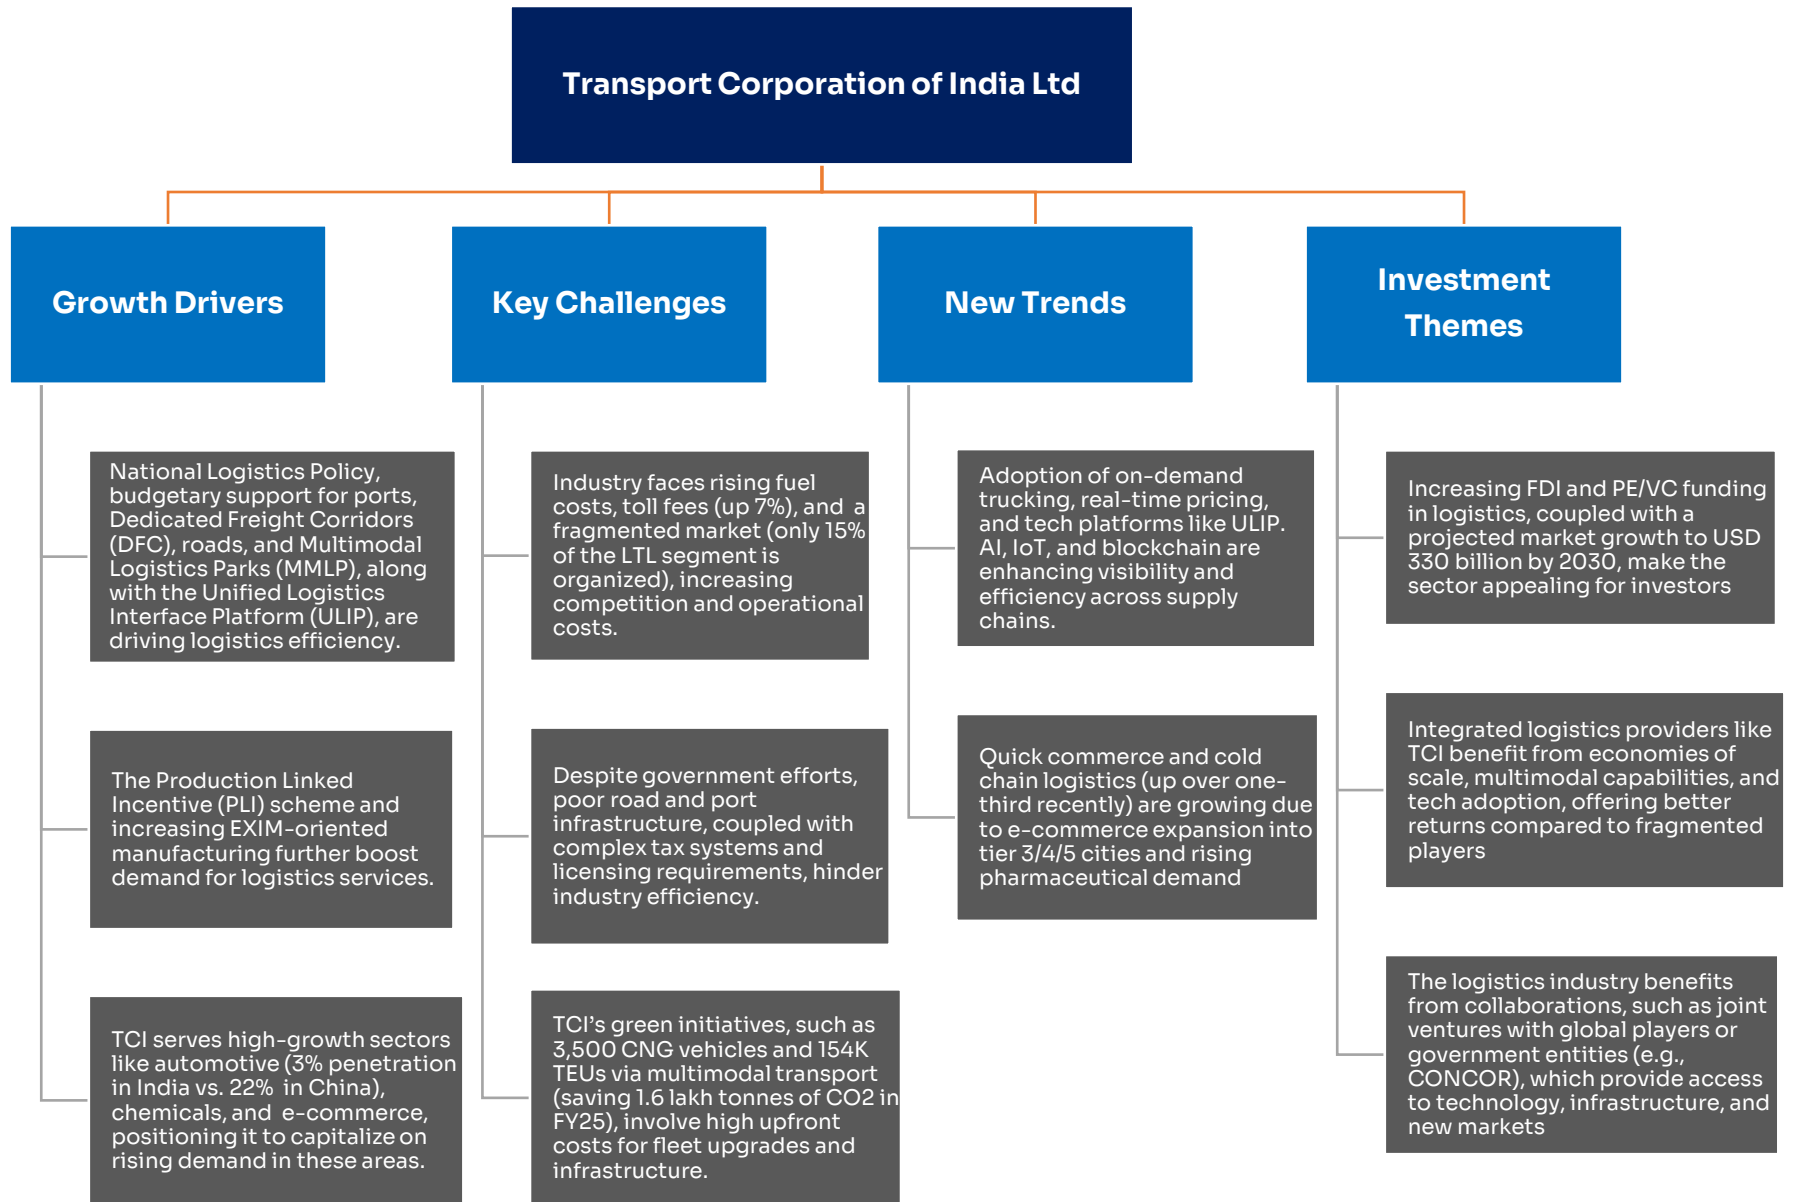 Transport Corporation of India Ltd
Growth Drivers
National Logistics Policy,
budgetary support for ports,
Dedicated Freight Corridors
(DFC), roads, and Multimodal
Logistics Parks (MMLP), along
with the Unified Logistics
Interface Platform (ULIP), are
driving logistics efficiency.
The Production Linked
Incentive (PLI) scheme and
increasing EXIM-oriented
manufacturing further boost
demand for logistics services.
TCI serves high-growth sectors
like automotive (3% penetration
in India vs. 22% in China),
chemicals, and e-commerce,
positioning it to capitalize on
rising demand in these areas.
Key Challenges
Industry faces rising fuel
costs, toll fees (up 7%), and a
fragmented market (only 15%
of the LTL segment is
organized), increasing
competition and operational
costs.
Despite government efforts,
poor road and port
infrastructure, coupled with
complex tax systems and
licensing requirements, hinder
industry efficiency.
TCI's green initiatives, such as
3,500 CNG vehicles and 154K
TEUs via multimodal transport
(saving 1.6 lakh tonnes of CO2 in
FY25), involve high upfront
costs for fleet upgrades and
infrastructure.
New Trends
Adoption of on-demand
trucking, real-time pricing,
and tech platforms like ULIP.
AI, IoT, and blockchain are
enhancing visibility and
efficiency across supply
chains.
Quick commerce and cold
chain logistics (up over one-
third recently) are growing due
to e-commerce expansion into
tier 3/4/5 cities and rising
pharmaceutical demand
Investment
Themes
Increasing FDI and PE/VC funding
in logistics, coupled with a
projected market growth to USD
330 billion by 2030, make the
sector appealing for investors
Integrated logistics providers like
TCI benefit from economies of
scale, multimodal capabilities, and
tech adoption, offering better
returns compared to fragmented
players
The logistics industry benefits
from collaborations, such as joint
ventures with global players or
government entities (e.g.,
CONCOR), which provide access
to technology, infrastructure, and
new markets